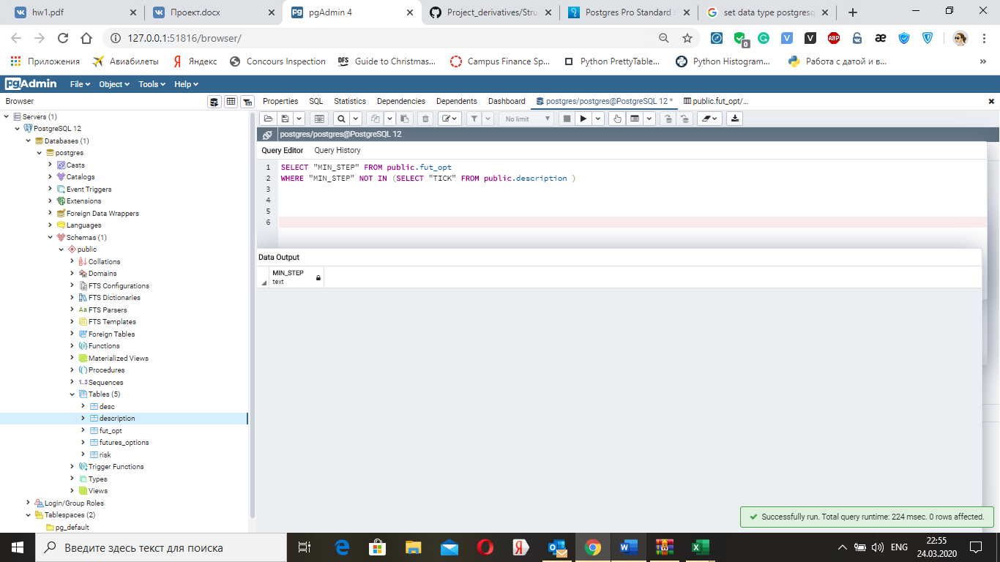 hw1.pdf
Проект.docx
pgAdmin 4
Project_derivatives/Stru
Postgres Pro Standard :
set data type postgresq
127.0.0.1:51816/browser/
0
ABP
Приложения
Авиабилеты
Яндекс
Concours Inspection
DFS Guide to Christmas...
Campus Finance Sp...
Python PrettyTable...
Python Histogram...
Работа с датой и в...
pgAdmin File Object Tools Help
Browser
Properties SQL Statistics Dependencies Dependents Dashboard postgres/postgres@PostgreSQL 12 * public.fut_opt/...
No limit
postgres/postgres@PostgreSQL 12
Query Editor Query History
1 SELECT "MIN_STEP" FROM public.fut_opt
2 WHERE "MIN_STEP" NOT IN (SELECT "TICK" FROM public.description )
3
4
5
6
Data Output
MIN_STEP
text
Servers (1)
PostgreSQL 12
Databases (1)
postgres
Casts
Catalogs
Event Triggers
Extensions
Foreign Data Wrappers
Languages
Schemas (1)
public
Collations
Domains
FTS Configurations
FTS Dictionaries
FTS Parsers
FTS Templates
Foreign Tables
Functions
Materialized Views
Procedures
1..3 Sequences
Tables (5)
desc
description
fut_opt
futures_options
risk
Trigger Functions
Types
Views
Login/Group Roles
Tablespaces (2)
pg_default
Successfully run. Total query runtime: 224 msec. 0 rows affected.
Введите здесь текст для поиска
ENG
22:55
24.03.2020